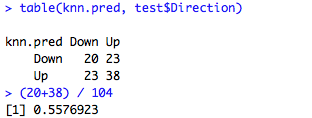 > table(knn.pred, test$Direction)
knn.pred Down Up
Down 20 23
Up 23 38
> (20+38) / 104
[1] 0.5576923